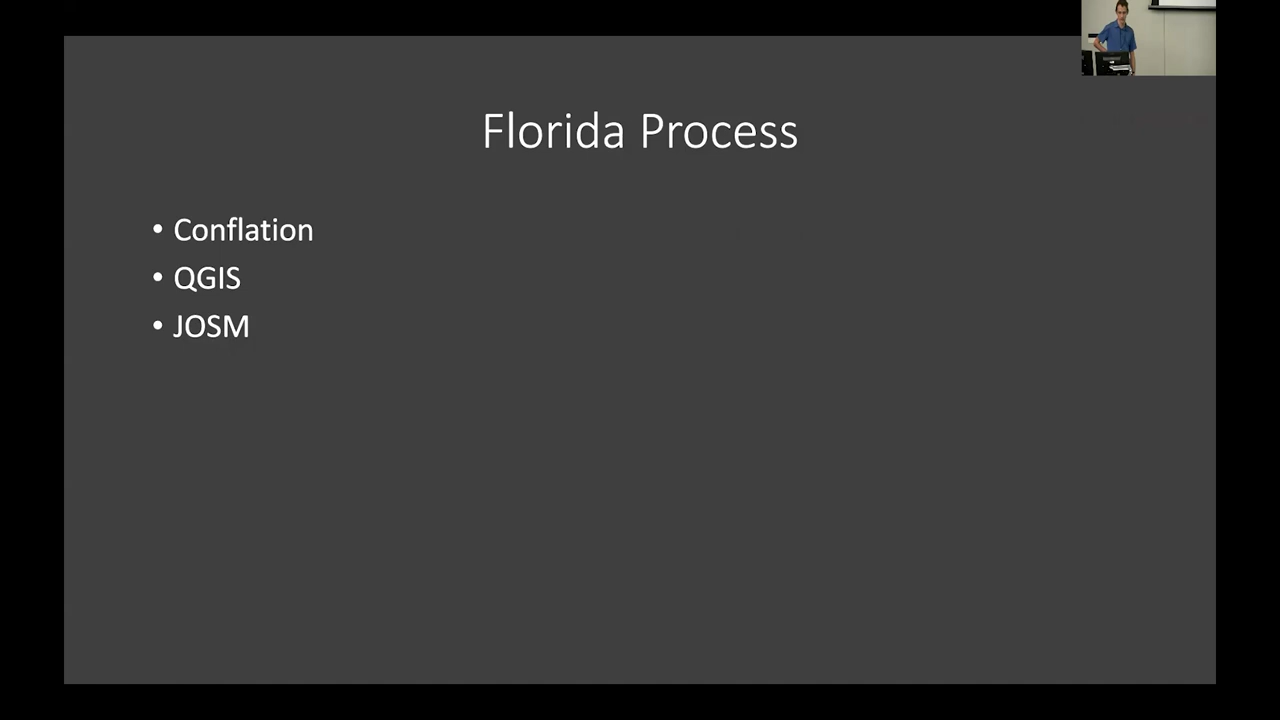 Florida Process
• Conflation
• QGIS
• JOSM